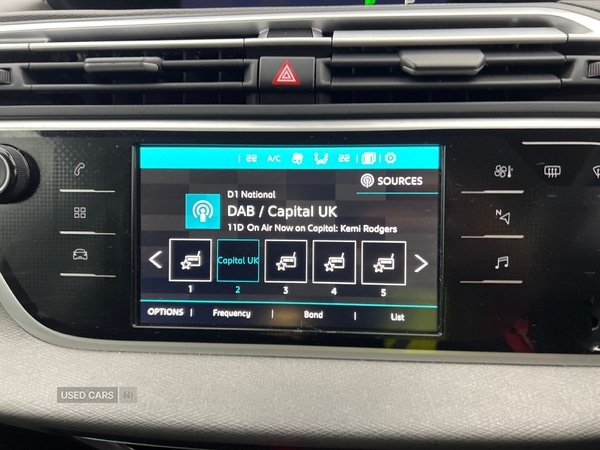 22 A/C 22
SOURCES
D1 National
DAB / Capital UK
11D On Air Now on Capital: Kemi Rodgers
Capital UK
1 2 3 4 5
OPTIONS Frequency Band List
N
USED CARS NI